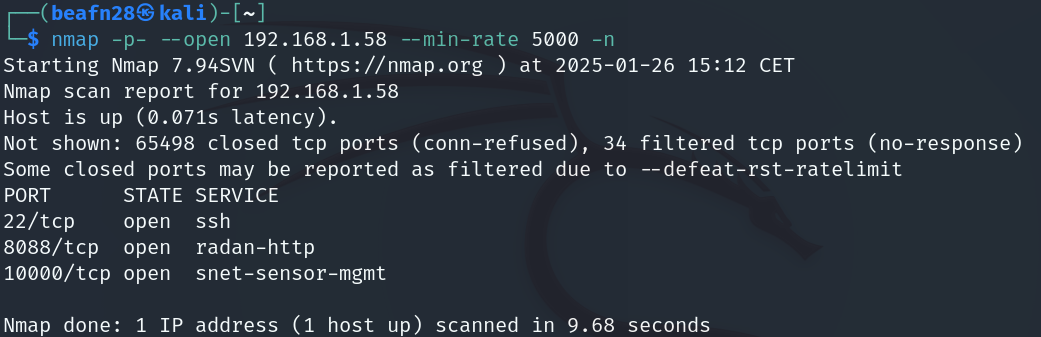 ┌──(beafn28㉿kali)-[~]
└─$ nmap -p- --open 192.168.1.58 --min-rate 5000 -n
Starting Nmap 7.94SVN ( https://nmap.org ) at 2025-01-26 15:12 CET
Nmap scan report for 192.168.1.58
Host is up (0.071s latency).
Not shown: 65498 closed tcp ports (conn-refused), 34 filtered tcp ports (no-response)
Some closed ports may be reported as filtered due to --defeat-rst-ratelimit
PORT      STATE SERVICE
22/tcp    open  ssh
8088/tcp  open  radan-http
10000/tcp open  snet-sensor-mgmt
Nmap done: 1 IP address (1 host up) scanned in 9.68 seconds